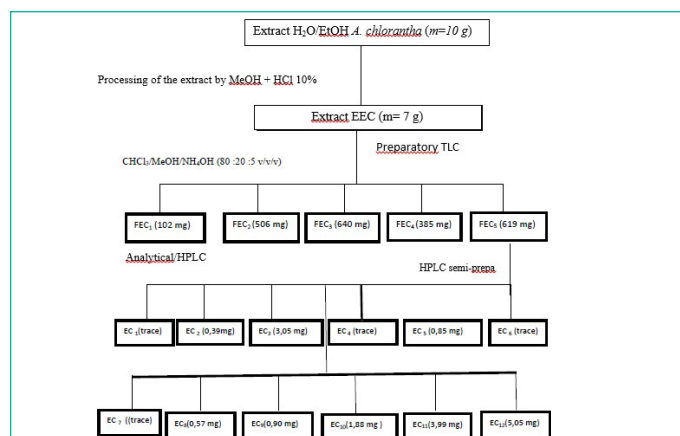 Extract H₂O/EtOH A. chlorantha (m=10 g)
Processing of the extract by MeOH + HCl 10%
Extract EEC (m= 7 g)
Preparatory TLC
CHCl₃/MeOH/NH₄OH (80 :20 :5 v/v/v)
FEC₁ (102 mg) FEC₂ (506 mg) FEC₃ (640 mg) FEC₄ (385 mg) FEC₅ (619 mg)
Analytical/HPLC
HPLC semi-prepa
EC ₁(trace) EC ₂ (0,39mg) EC ₃ (3,05 mg) EC ₄ (trace) EC ₅ (0,85 mg) EC ₆ (trace)
EC ₇ ((trace) EC₈(0,57 mg) EC₉(0,90 mg) EC₁₀(1,88 mg ) EC₁₁(3,99 mg) EC₁₂(5,05 mg)